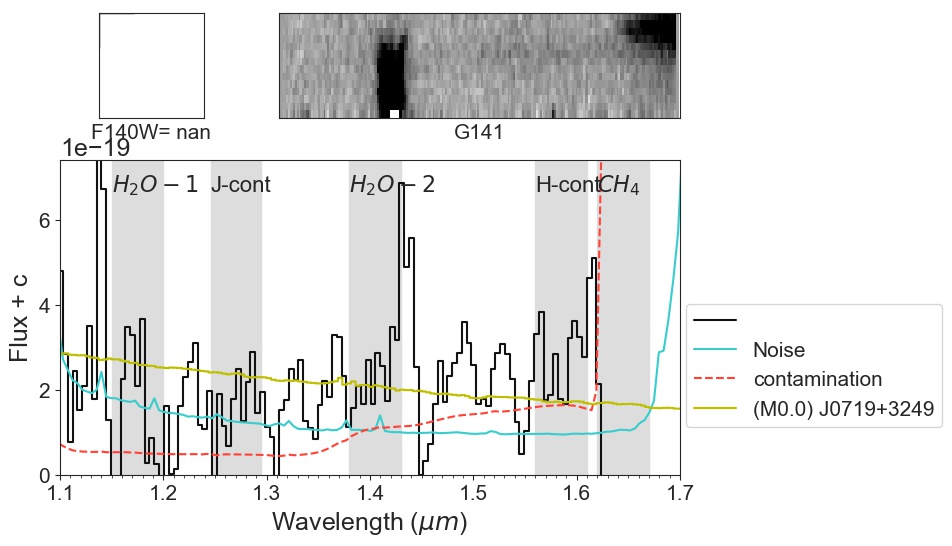 F140W= nan
G141
1e−19
H₂O − 1 J-cont H₂O − 2 H-cont CH₄
6
4
2
0
Flux + c
1.1 1.2 1.3 1.4 1.5 1.6 1.7
Wavelength (μm)
Noise
contamination
(M0.0) J0719+3249